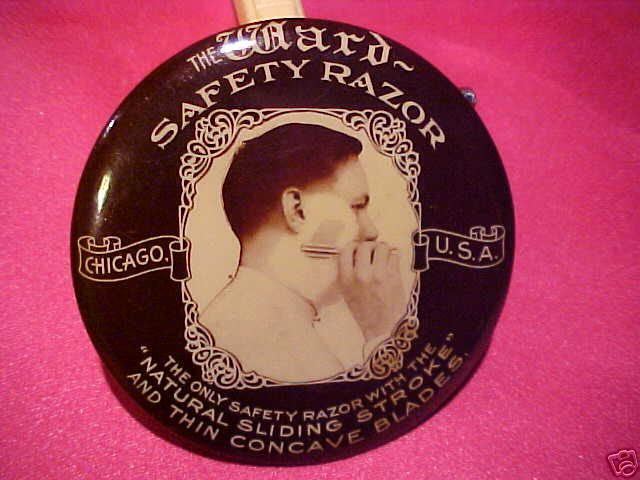 THE Ward-
SAFETY RAZOR
CHICAGO.
U.S.A.
THE ONLY SAFETY RAZOR WITH THE
"NATURAL SLIDING STROKE"
AND THIN CONCAVE BLADES.